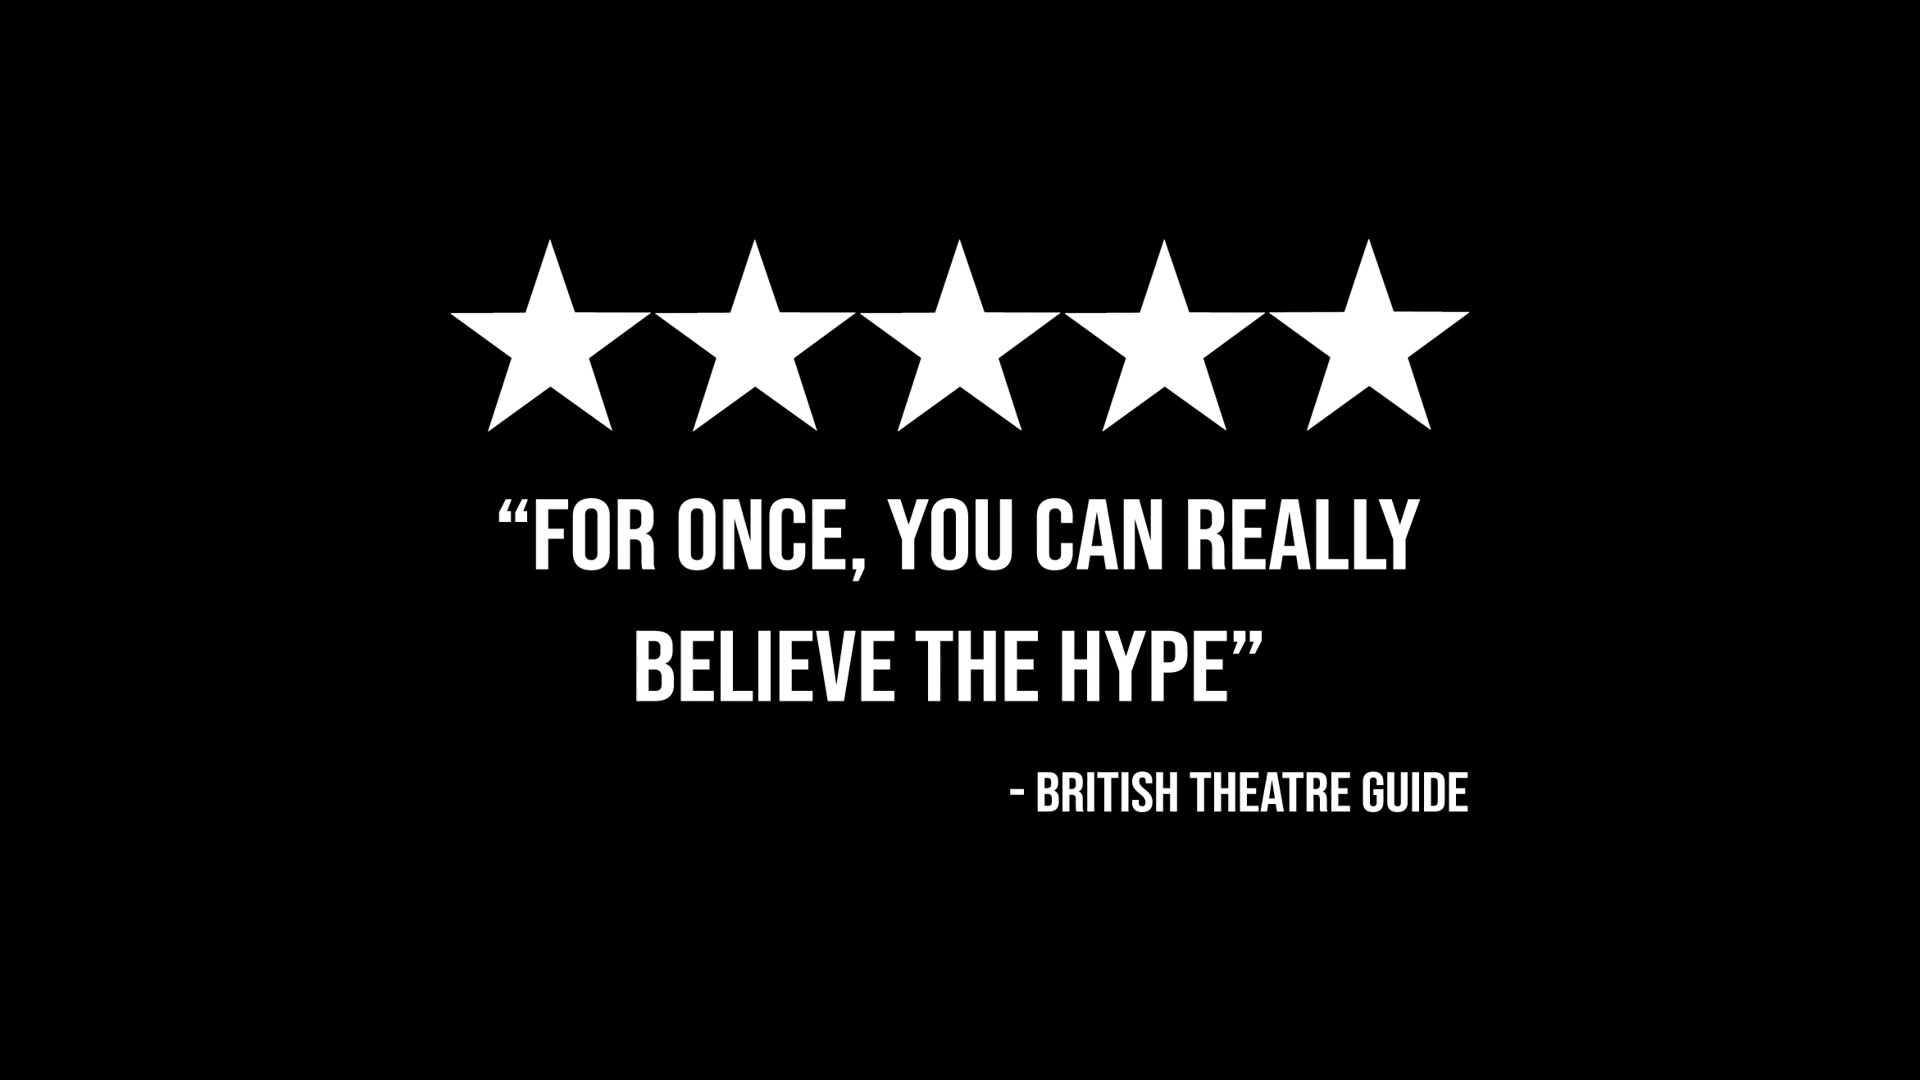 “FOR ONCE, YOU CAN REALLY
BELIEVE THE HYPE”
- BRITISH THEATRE GUIDE